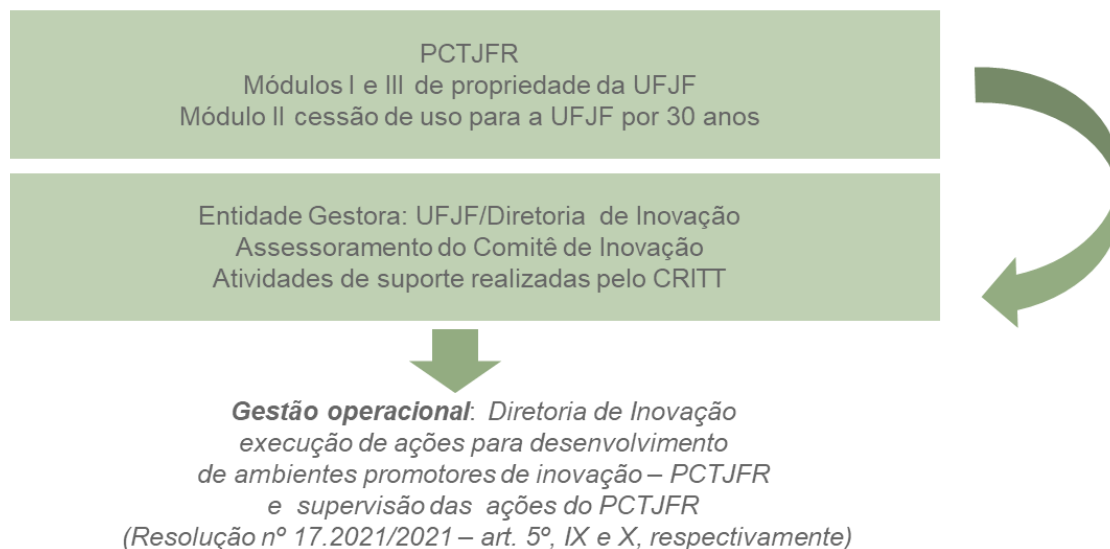 PCTJFR
Módulos I e III de propriedade da UFJF
Módulo II cessão de uso para a UFJF por 30 anos
Entidade Gestora: UFJF/Diretoria de Inovação
Assessoramento do Comitê de Inovação
Atividades de suporte realizadas pelo CRITT
Gestão operacional: Diretoria de Inovação
execução de ações para desenvolvimento
de ambientes promotores de inovação – PCTJFR
e supervisão das ações do PCTJFR
(Resolução nº 17.2021/2021 – art. 5º, IX e X, respectivamente)